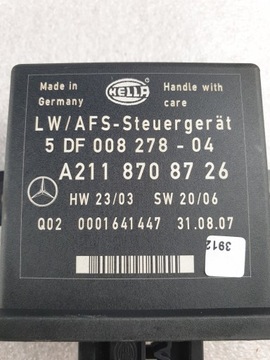 Made in
Germany
HELLA
Handle with
care
LW/AFS-Steuergerät
5 DF 008 278 - 04
A211 870 87 26
HW 23/03 SW 20/06
Q02 0001641447 31.08.07
3912